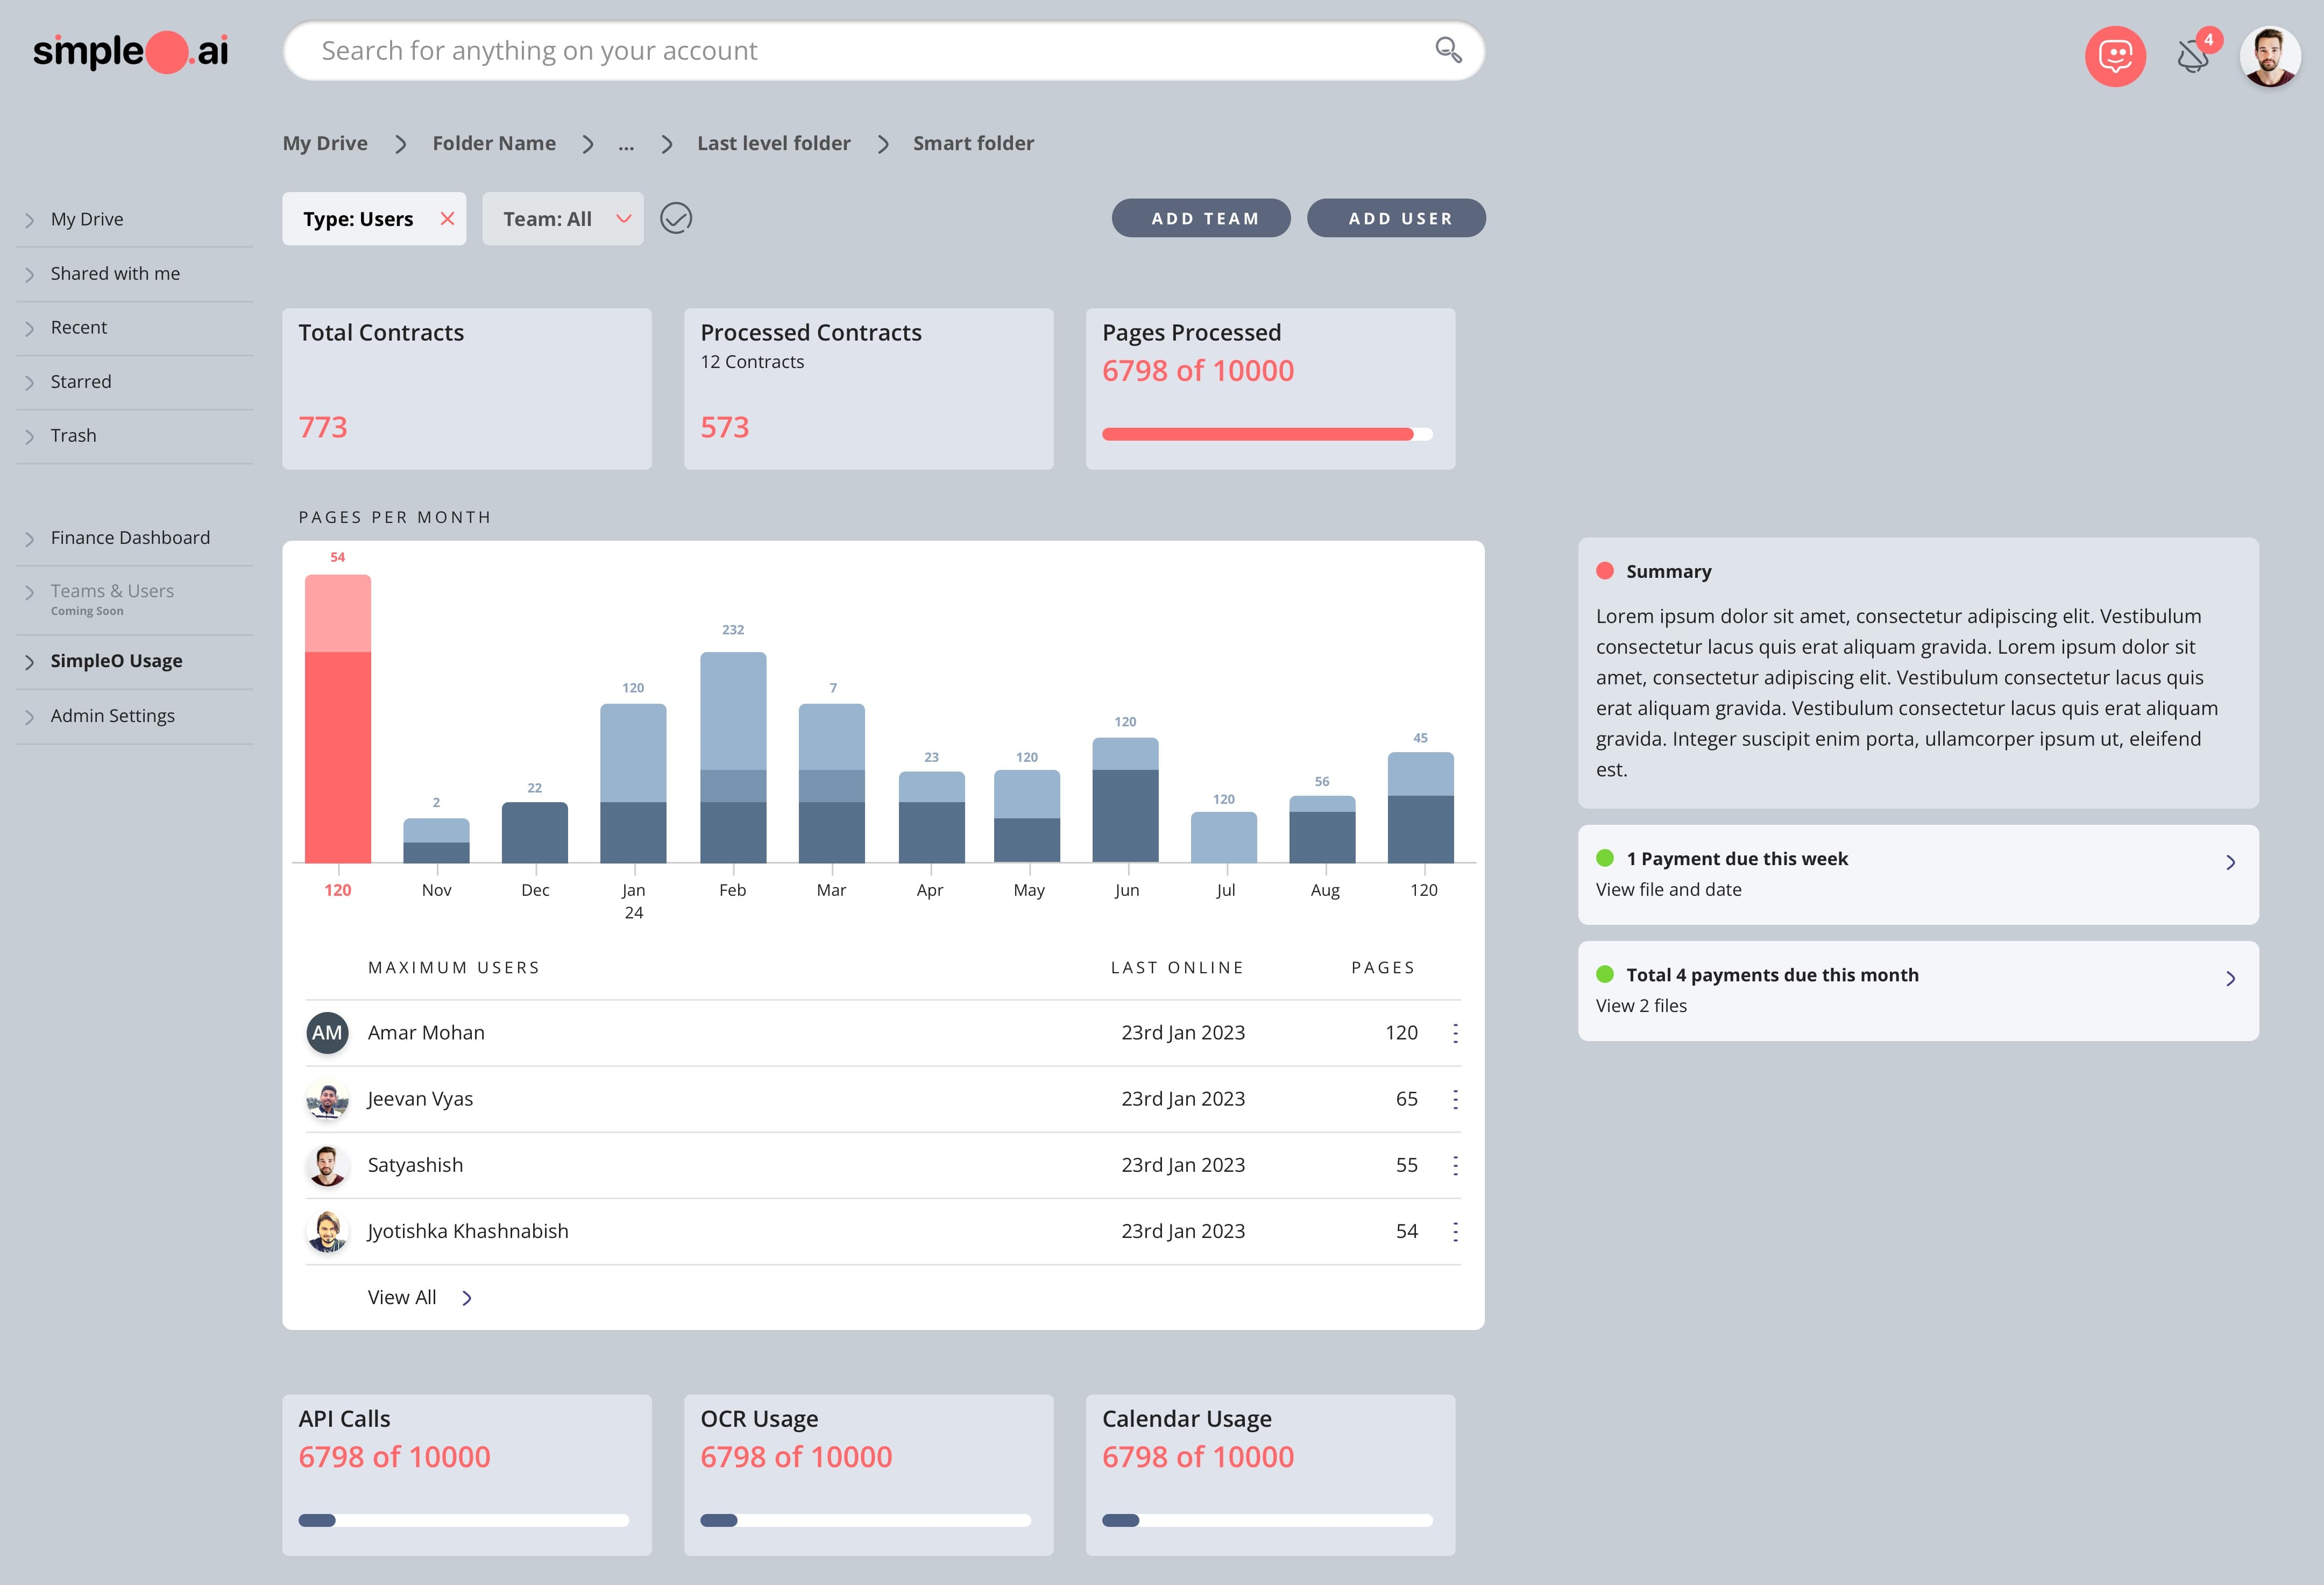 simpleO.ai
Search for anything on your account
4
My Drive
Folder Name
...
Last level folder
Smart folder
My Drive
Shared with me
Recent
Starred
Trash
Finance Dashboard
Teams & Users
Coming Soon
SimpleO Usage
Admin Settings
Type: Users
Team: All
ADD TEAM
ADD USER
Total Contracts
773
Processed Contracts
12 Contracts
573
Pages Processed
6798 of 10000
PAGES PER MONTH
54
2
22
120
232
7
23
120
120
120
56
45
120
Nov
Dec
Jan
24
Feb
Mar
Apr
May
Jun
Jul
Aug
120
MAXIMUM USERS
LAST ONLINE
PAGES
AM
Amar Mohan
23rd Jan 2023
120
Jeevan Vyas
23rd Jan 2023
65
Satyashish
23rd Jan 2023
55
Jyotishka Khashnabish
23rd Jan 2023
54
View All
Summary
Lorem ipsum dolor sit amet, consectetur adipiscing elit. Vestibulum
consectetur lacus quis erat aliquam gravida. Lorem ipsum dolor sit
amet, consectetur adipiscing elit. Vestibulum consectetur lacus quis
erat aliquam gravida. Vestibulum consectetur lacus quis erat aliquam
gravida. Integer suscipit enim porta, ullamcorper ipsum ut, eleifend
est.
1 Payment due this week
View file and date
Total 4 payments due this month
View 2 files
API Calls
6798 of 10000
OCR Usage
6798 of 10000
Calendar Usage
6798 of 10000